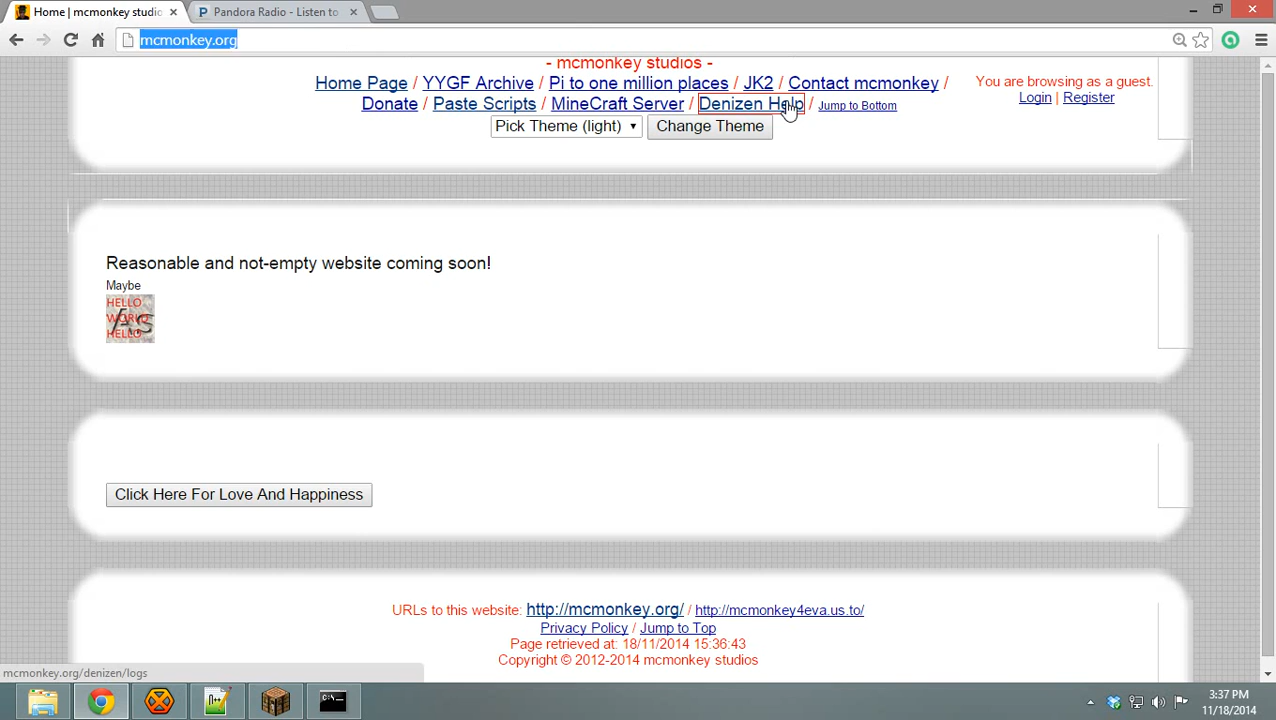 Home | mcmonkey studio
Pandora Radio - Listen to
mcmonkey.org
- mcmonkey studios -
Home Page / YYGF Archive / Pi to one million places / JK2 / Contact mcmonkey /
Donate / Paste Scripts / MineCraft Server / Denizen Help / Jump to Bottom
You are browsing as a guest.
Login | Register
Pick Theme (light) Change Theme
Reasonable and not-empty website coming soon!
Maybe
HELLO
WORLD
HELLO
As
Click Here For Love And Happiness
URLs to this website: http://mcmonkey.org/ / http://mcmonkey4eva.us.to/
Privacy Policy / Jump to Top
Page retrieved at: 18/11/2014 15:36:43
Copyright © 2012-2014 mcmonkey studios
mcmonkey.org/denizen/logs
3:37 PM
11/18/2014